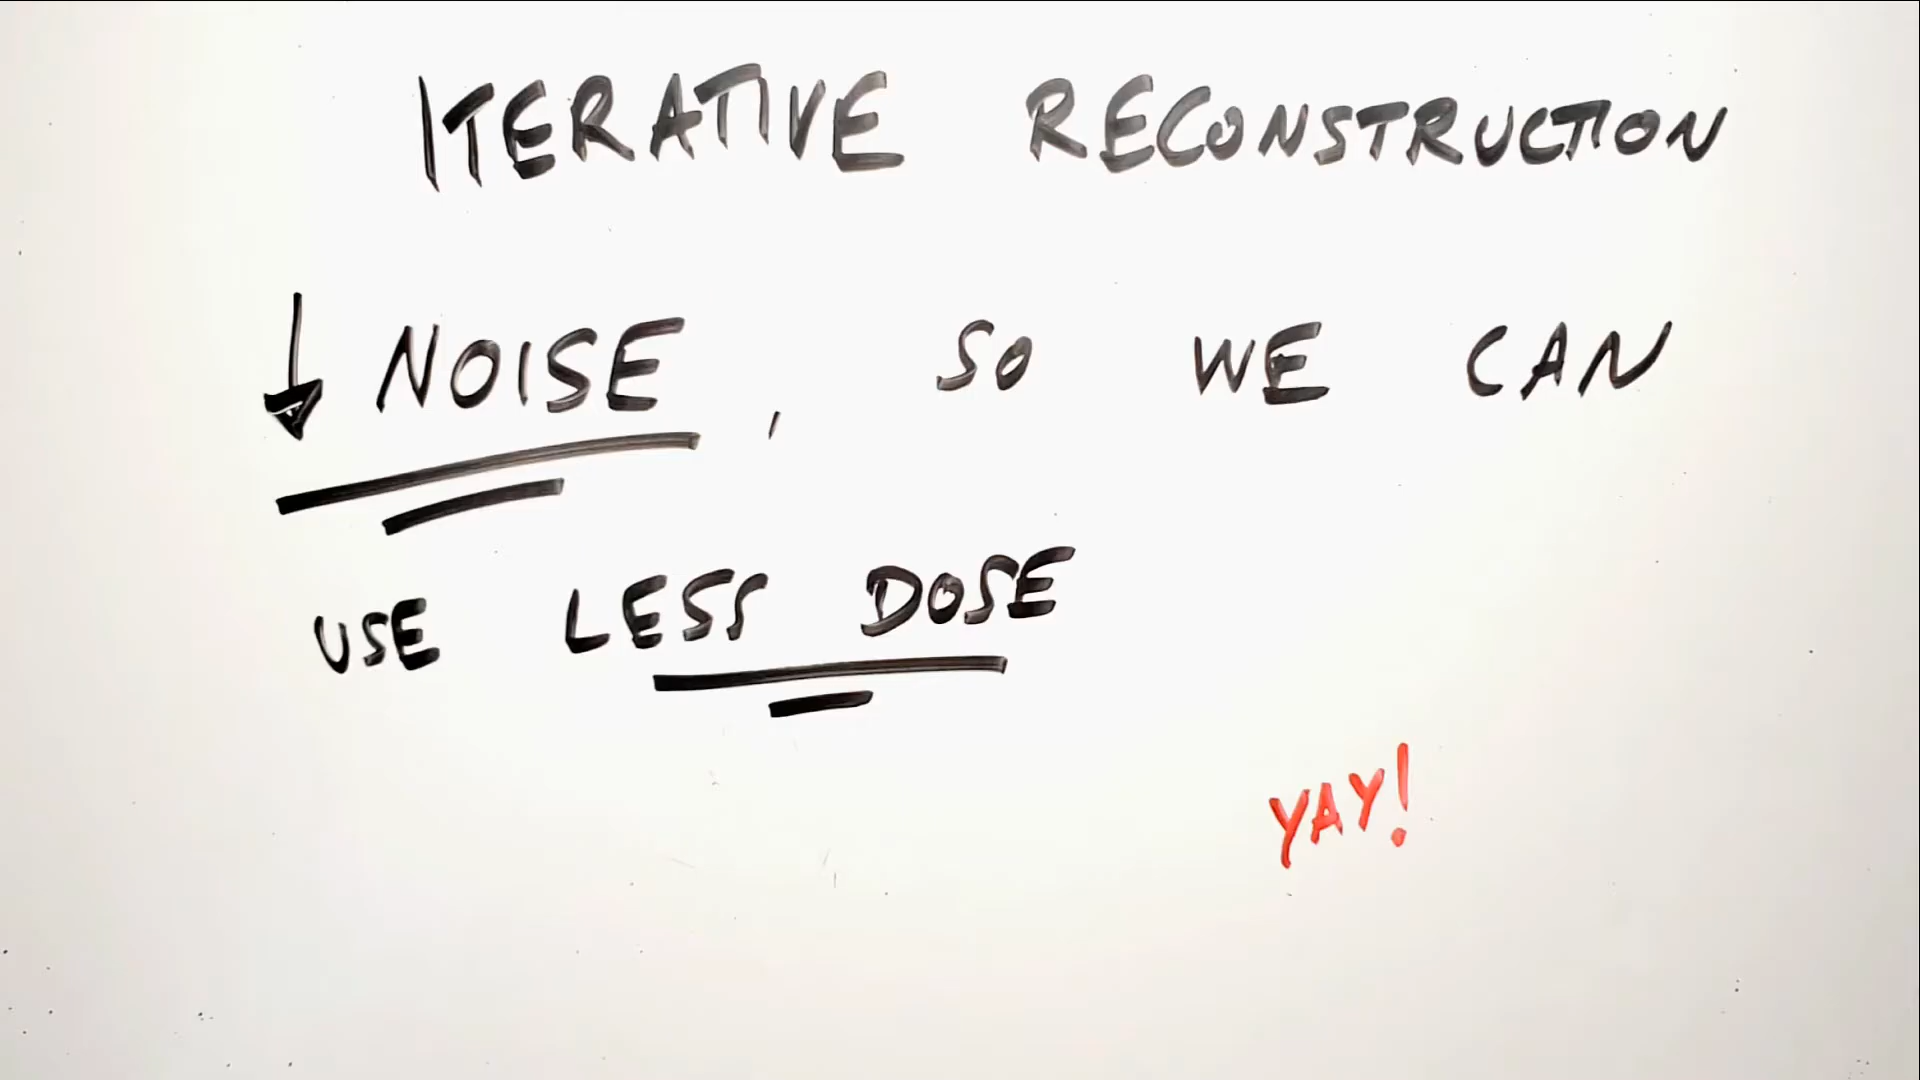 ITERATIVE RECONSTRUCTION
↓ NOISE, SO WE CAN
USE LESS DOSE
YAY!